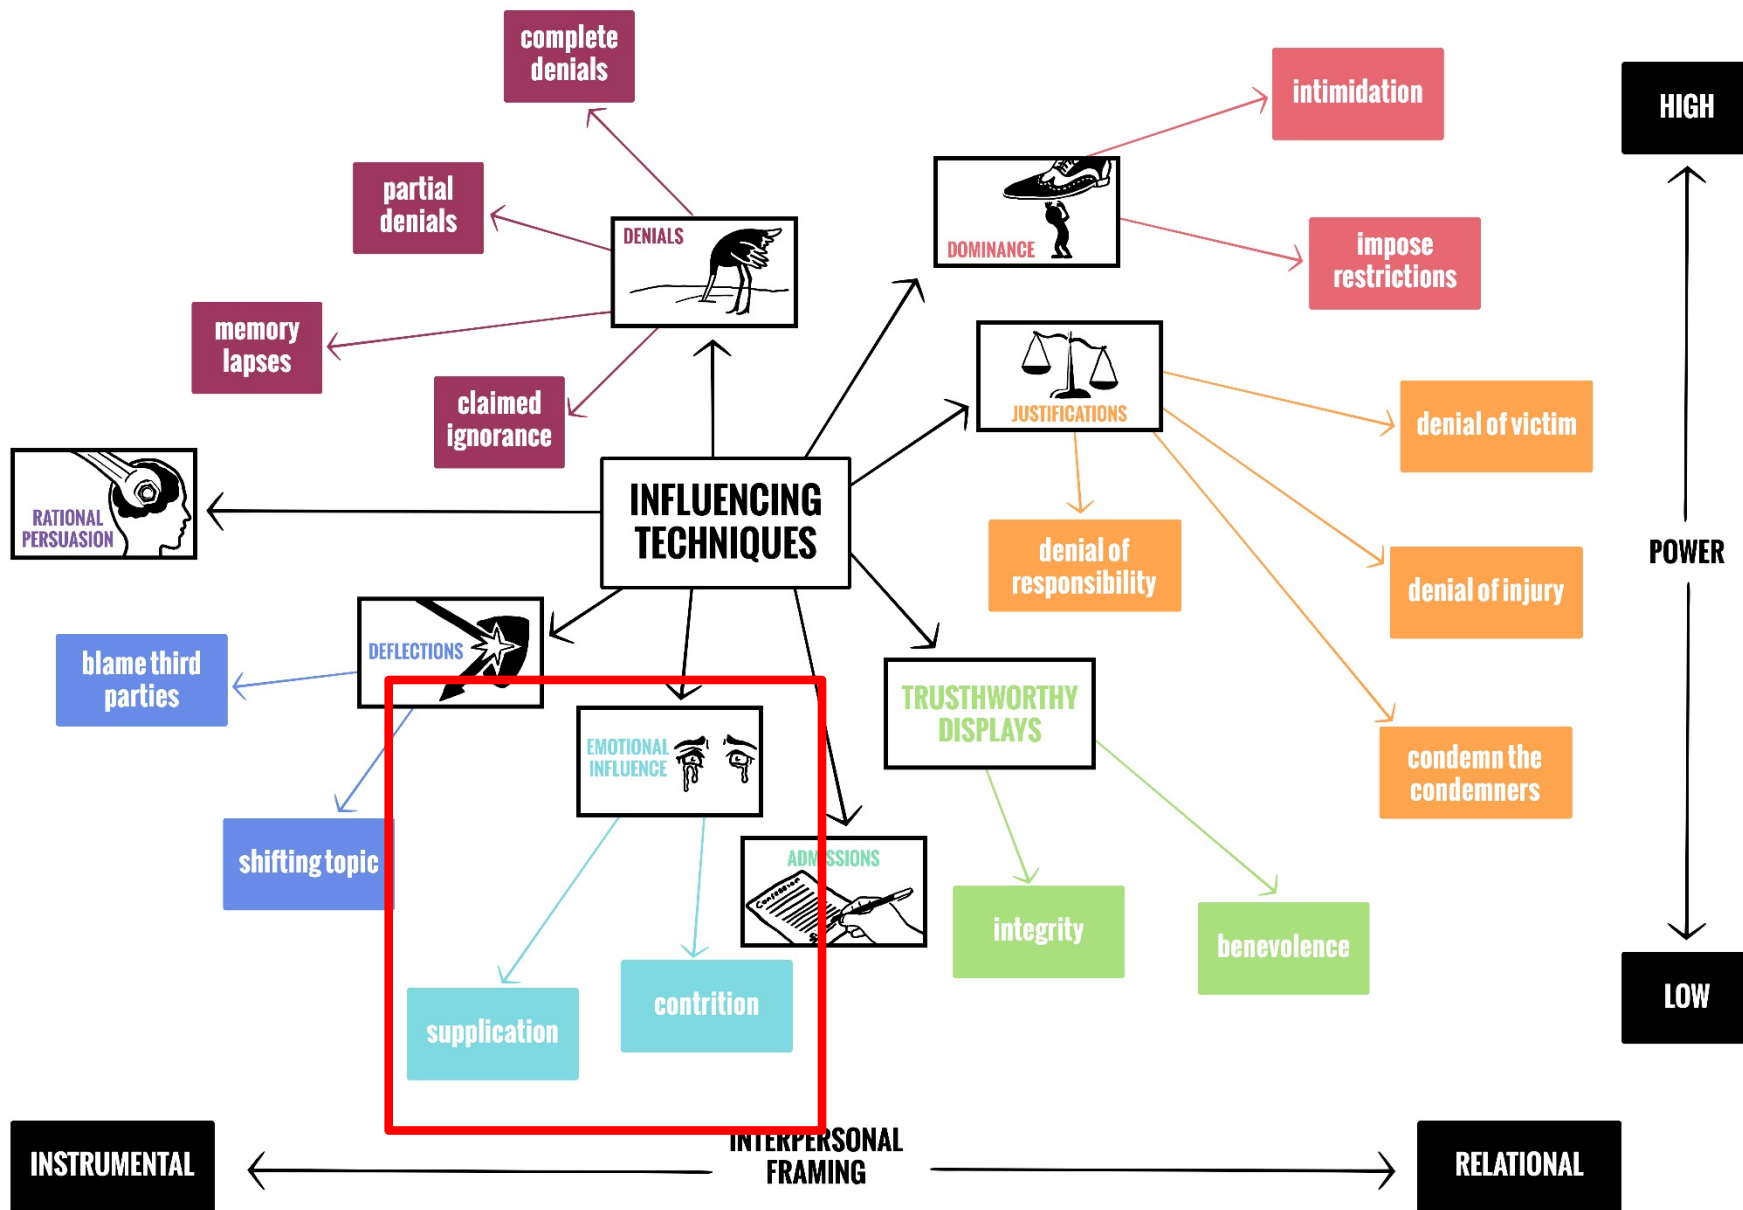 complete
denials
intimidation
HIGH
partial
denials
DENIALS
DOMINANCE
impose
restrictions
memory
lapses
claimed
ignorance
JUSTIFICATIONS
denial of victim
RATIONAL
PERSUASION
INFLUENCING
TECHNIQUES
denial of
responsibility
denial of injury
POWER
blame third
parties
DEFLECTIONS
EMOTIONAL
INFLUENCE
TRUSTHWORTHY
DISPLAYS
condemn the
condemners
shifting topic
ADMISSIONS
Confession
integrity
benevolence
supplication
contrition
LOW
INSTRUMENTAL
INTERPERSONAL
FRAMING
RELATIONAL